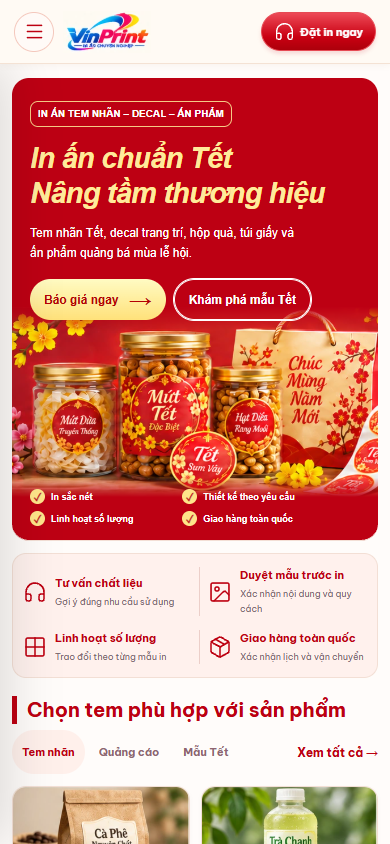 VinPrint
IN ẤN CHUYÊN NGHIỆP
Đặt in ngay
IN ẤN TEM NHÃN – DECAL – ẤN PHẨM
In ấn chuẩn Tết
Nâng tầm thương hiệu
Tem nhãn Tết, decal trang trí, hộp quà, túi giấy và
ấn phẩm quảng bá mùa lễ hội.
Báo giá ngay →
Khám phá mẫu Tết
Chúc
Mừng
Năm
Mới
Mứt Dừa
Truyền Thống
Mứt
Tết
Đặc Biệt
Hạt Điều
Rang Muối
Tết
Sum Vầy
In sắc nét
Thiết kế theo yêu cầu
Linh hoạt số lượng
Giao hàng toàn quốc
Tư vấn chất liệu
Gợi ý đúng nhu cầu sử dụng
Duyệt mẫu trước in
Xác nhận nội dung và quy
cách
Linh hoạt số lượng
Trao đổi theo từng mẫu in
Giao hàng toàn quốc
Xác nhận lịch và vận chuyển
Chọn tem phù hợp với sản phẩm
Tem nhãn
Quảng cáo
Mẫu Tết
Xem tất cả →
Cà Phê
Nguyên Chất
Trà Chanh